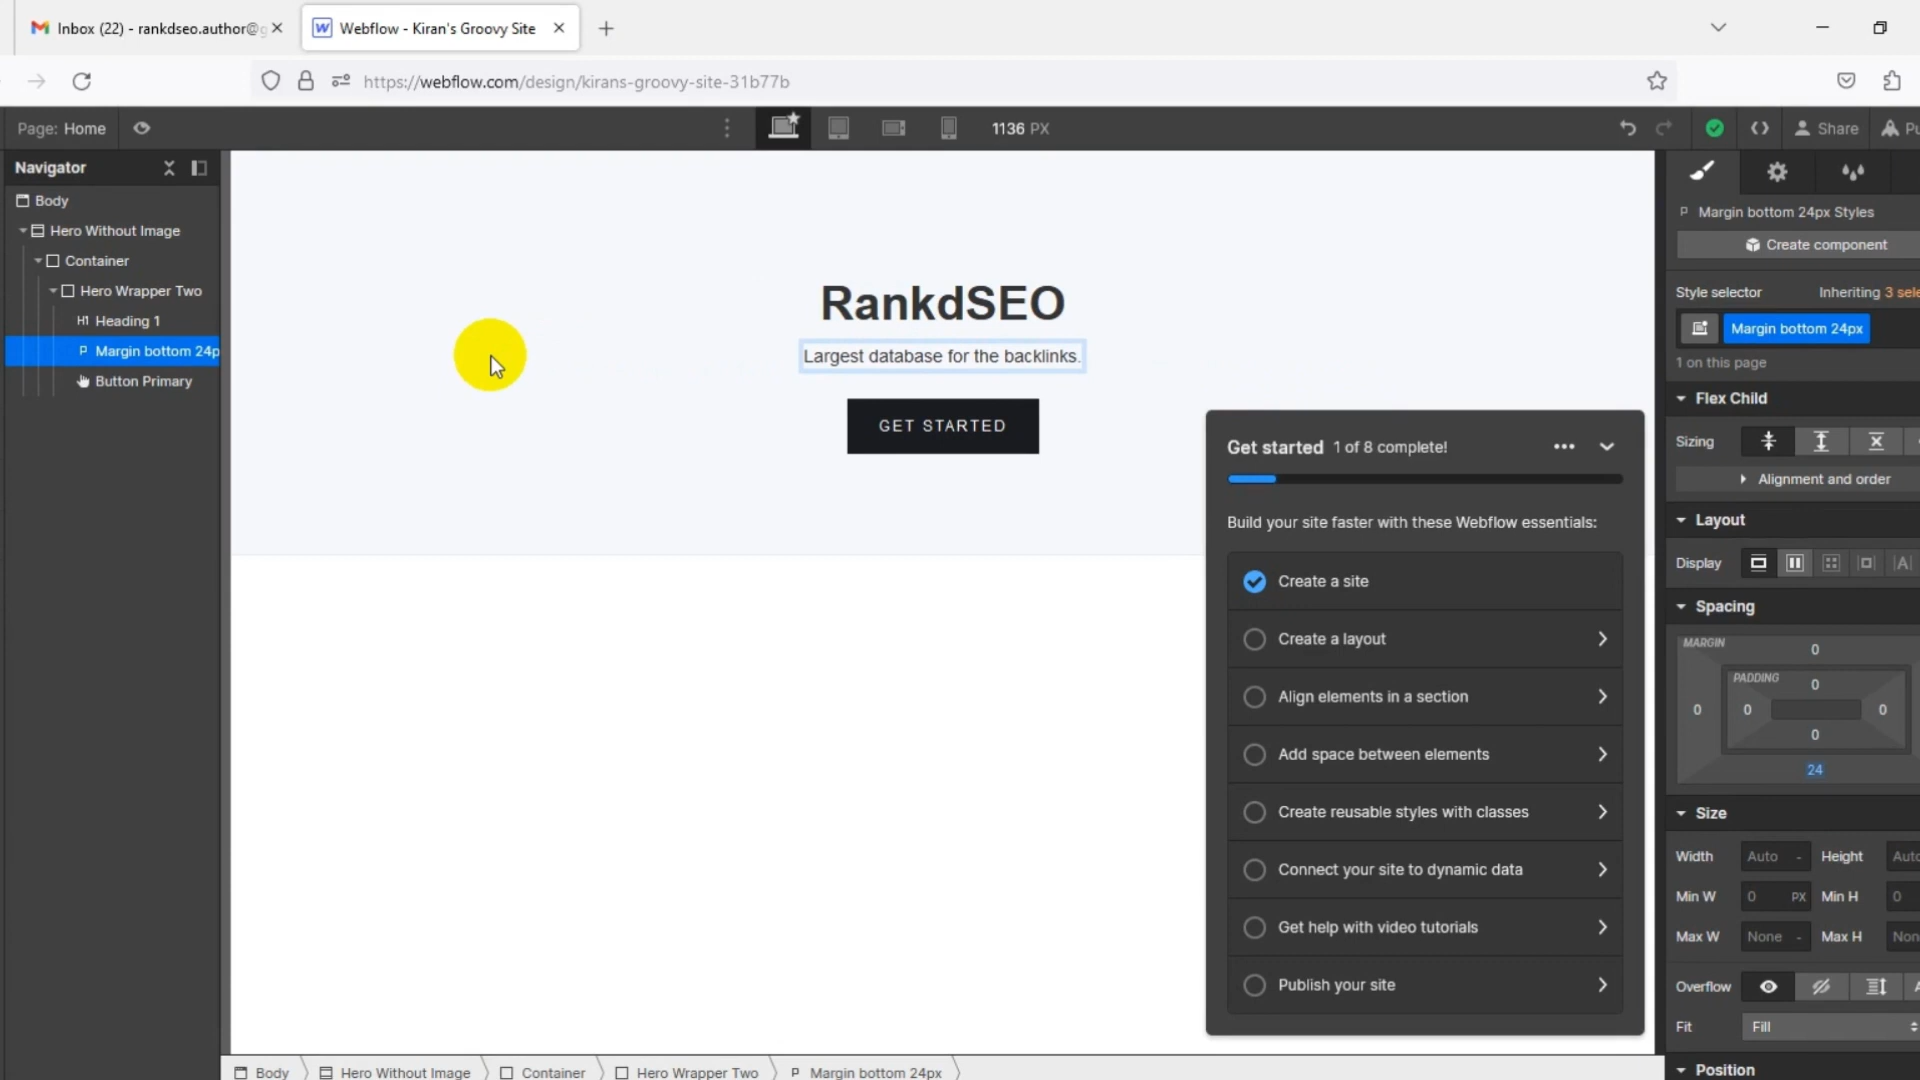 Inbox (22) - rankdseo.author@g
Webflow - Kiran's Groovy Site
https://webflow.com/design/kirans-groovy-site-31b77b
Page: Home
1136 PX
Share
Pu
Navigator
Body
Hero Without Image
Container
Hero Wrapper Two
H1 Heading 1
P Margin bottom 24p
Button Primary
RankdSEO
Largest database for the backlinks.
GET STARTED
Get started 1 of 8 complete!
Build your site faster with these Webflow essentials:
Create a site
Create a layout
Align elements in a section
Add space between elements
Create reusable styles with classes
Connect your site to dynamic data
Get help with video tutorials
Publish your site
P Margin bottom 24px Styles
Create component
Style selector Inheriting 3 sele
Margin bottom 24px
1 on this page
Flex Child
Sizing
Alignment and order
Layout
Display
Spacing
MARGIN
0
PADDING
0
0 0 0
0
24
Size
Width Auto - Height Auto
Min W 0 PX Min H 0
Max W None - Max H Non
Overflow
Fit Fill
Position
Body Hero Without Image Container Hero Wrapper Two P Margin bottom 24px